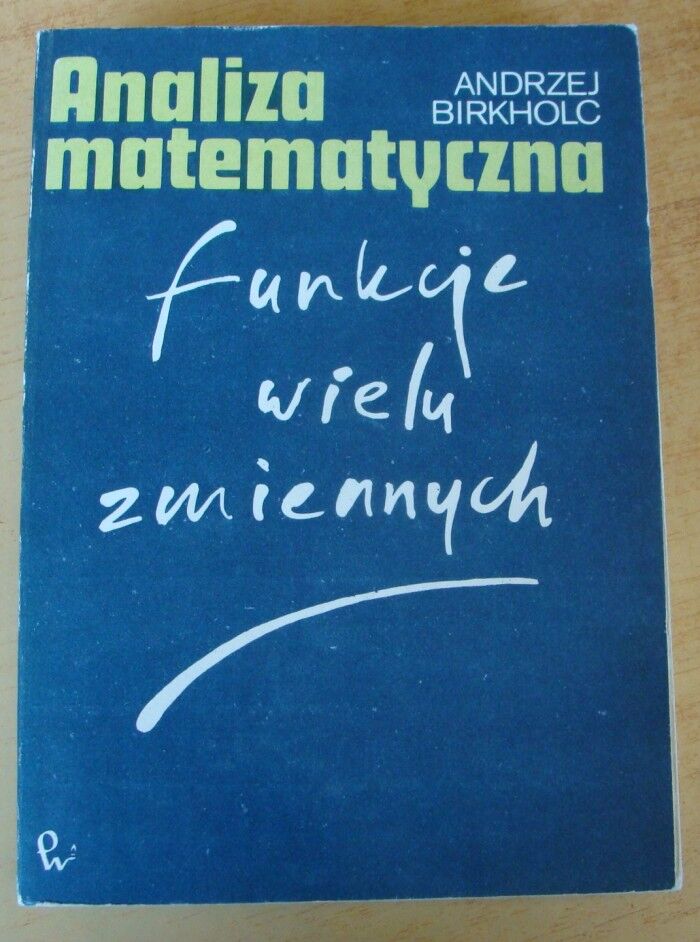 Analiza
matematyczna
ANDRZEJ
BIRKHOLC
funkcje
wielu
zmiennych